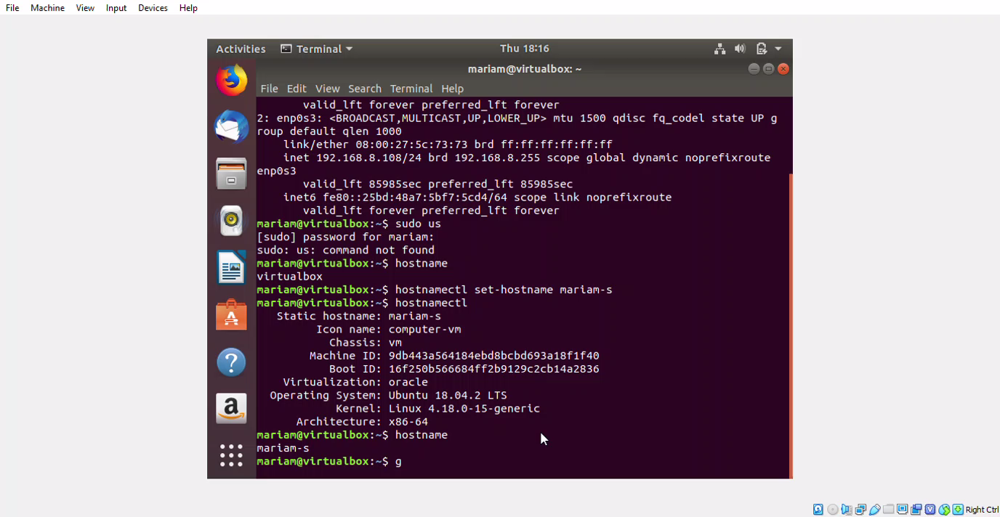 File Machine View Input Devices Help
Activities Terminal Thu 18:16
mariam@virtualbox: ~
File Edit View Search Terminal Help
valid_lft forever preferred_lft forever
2: enp0s3: <BROADCAST,MULTICAST,UP,LOWER_UP> mtu 1500 qdisc fq_codel state UP g
roup default qlen 1000
link/ether 08:00:27:5c:73:73 brd ff:ff:ff:ff:ff:ff
inet 192.168.8.108/24 brd 192.168.8.255 scope global dynamic noprefixroute
enp0s3
valid_lft 85985sec preferred_lft 85985sec
inet6 fe80::25bd:48a7:5bf7:5cd4/64 scope link noprefixroute
valid_lft forever preferred_lft forever
mariam@virtualbox:~$ sudo us
[sudo] password for mariam:
sudo: us: command not found
mariam@virtualbox:~$ hostname
virtualbox
mariam@virtualbox:~$ hostnamectl set-hostname mariam-s
mariam@virtualbox:~$ hostnamectl
Static hostname: mariam-s
Icon name: computer-vm
Chassis: vm
Machine ID: 9db443a564184ebd8bcbd693a18f1f40
Boot ID: 16f250b566684ff2b9129c2cb14a2836
Virtualization: oracle
Operating System: Ubuntu 18.04.2 LTS
Kernel: Linux 4.18.0-15-generic
Architecture: x86-64
mariam@virtualbox:~$ hostname
mariam-s
mariam@virtualbox:~$ g
Right Ctrl